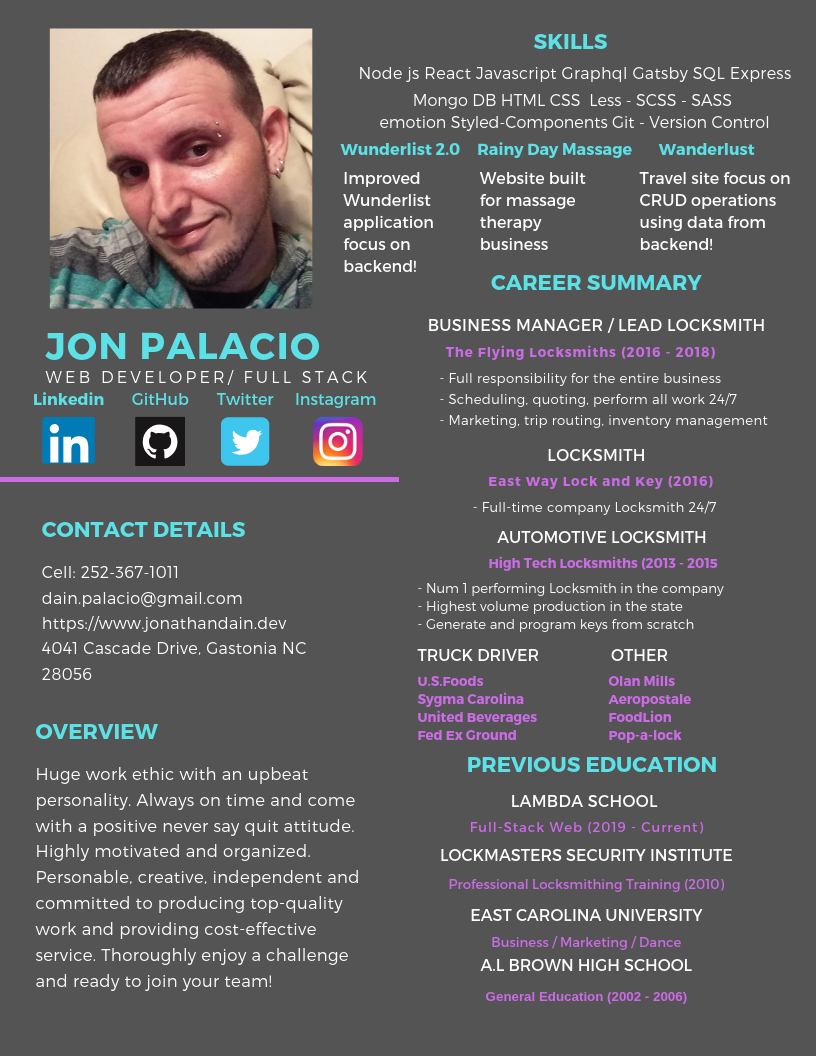 JON PALACIO
WEB DEVELOPER/ FULL STACK
Linkedin GitHub Twitter Instagram
in
CONTACT DETAILS
Cell: 252-367-1011
dain.palacio@gmail.com
https://www.jonathandain.dev
4041 Cascade Drive, Gastonia NC
28056
OVERVIEW
Huge work ethic with an upbeat
personality. Always on time and come
with a positive never say quit attitude.
Highly motivated and organized.
Personable, creative, independent and
committed to producing top-quality
work and providing cost-effective
service. Thoroughly enjoy a challenge
and ready to join your team!
SKILLS
Node js React Javascript Graphql Gatsby SQL Express
Mongo DB HTML CSS Less - SCSS - SASS
emotion Styled-Components Git - Version Control
Wunderlist 2.0
Improved
Wunderlist
application
focus on
backend!
Rainy Day Massage
Website built
for massage
therapy
business
Wanderlust
Travel site focus on
CRUD operations
using data from
backend!
CAREER SUMMARY
BUSINESS MANAGER / LEAD LOCKSMITH
The Flying Locksmiths (2016 - 2018)
- Full responsibility for the entire business
- Scheduling, quoting, perform all work 24/7
- Marketing, trip routing, inventory management
LOCKSMITH
East Way Lock and Key (2016)
- Full-time company Locksmith 24/7
AUTOMOTIVE LOCKSMITH
High Tech Locksmiths (2013 - 2015
- Num 1 performing Locksmith in the company
- Highest volume production in the state
- Generate and program keys from scratch
TRUCK DRIVER
U.S.Foods
Sygma Carolina
United Beverages
Fed Ex Ground
OTHER
Olan Mills
Aeropostale
FoodLion
Pop-a-lock
PREVIOUS EDUCATION
LAMBDA SCHOOL
Full-Stack Web (2019 - Current)
LOCKMASTERS SECURITY INSTITUTE
Professional Locksmithing Training (2010)
EAST CAROLINA UNIVERSITY
Business / Marketing / Dance
A.L BROWN HIGH SCHOOL
General Education (2002 - 2006)